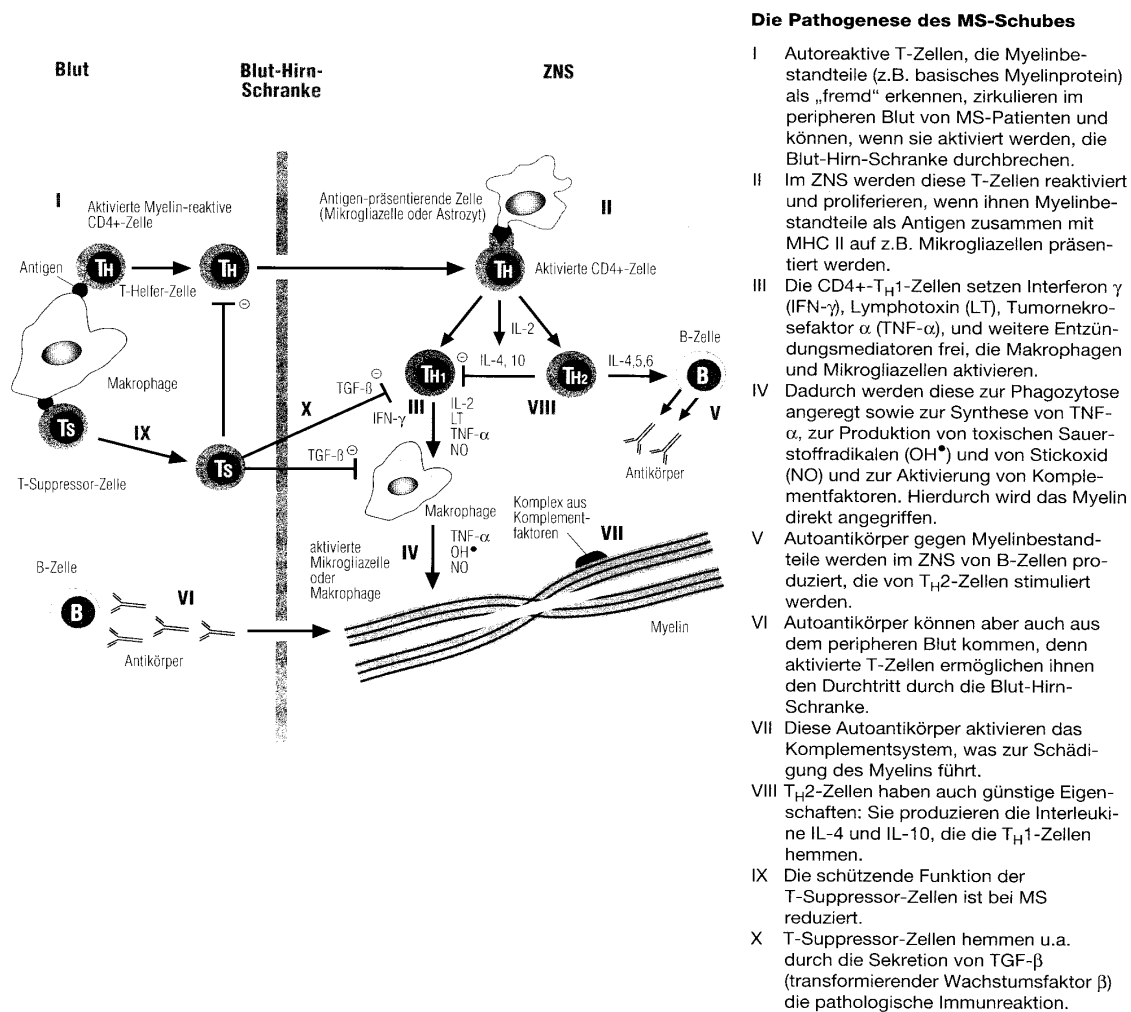 Blut
Blut-Hirn-
Schranke
ZNS
I
Aktivierte Myelin-reaktive
CD4+-Zelle
Antigen
TH
TH
T-Helfer-Zelle
⊖
Makrophage
TS
IX
TS
T-Suppressor-Zelle
Antigen-präsentierende Zelle
(Mikrogliazelle oder Astrozyt)
II
TH
Aktivierte CD4+-Zelle
IL-2
B-Zelle
⊖
IL-4, 10
IL-4,5,6
TH1
TH2
B
TGF-ß ⊖
X
IFN-γ
III
IL-2
LT
TNF-α
NO
VIII
V
Antikörper
TGF-ß ⊖
Makrophage
Komplex aus
Komplement-
faktoren
VII
IV
TNF-α
OH•
NO
aktivierte
Mikrogliazelle
oder
Makrophage
B-Zelle
B
VI
Antikörper
Myelin
Die Pathogenese des MS-Schubes
I Autoreaktive T-Zellen, die Myelinbe-
standteile (z.B. basisches Myelinprotein)
als „fremd“ erkennen, zirkulieren im
peripheren Blut von MS-Patienten und
können, wenn sie aktiviert werden, die
Blut-Hirn-Schranke durchbrechen.
II Im ZNS werden diese T-Zellen reaktiviert
und proliferieren, wenn ihnen Myelinbe-
standteile als Antigen zusammen mit
MHC II auf z.B. Mikrogliazellen präsen-
tiert werden.
III Die CD4+-TH1-Zellen setzen Interferon γ
(IFN-γ), Lymphotoxin (LT), Tumornekro-
sefaktor α (TNF-α), und weitere Entzün-
dungsmediatoren frei, die Makrophagen
und Mikrogliazellen aktivieren.
IV Dadurch werden diese zur Phagozytose
angeregt sowie zur Synthese von TNF-
α, zur Produktion von toxischen Sauer-
stoffradikalen (OH•) und von Stickoxid
(NO) und zur Aktivierung von Komple-
mentfaktoren. Hierdurch wird das Myelin
direkt angegriffen.
V Autoantikörper gegen Myelinbestand-
teile werden im ZNS von B-Zellen pro-
duziert, die von TH2-Zellen stimuliert
werden.
VI Autoantikörper können aber auch aus
dem peripheren Blut kommen, denn
aktivierte T-Zellen ermöglichen ihnen
den Durchtritt durch die Blut-Hirn-
Schranke.
VII Diese Autoantikörper aktivieren das
Komplementsystem, was zur Schädi-
gung des Myelins führt.
VIII TH2-Zellen haben auch günstige Eigen-
schaften: Sie produzieren die Interleuki-
ne IL-4 und IL-10, die die TH1-Zellen
hemmen.
IX Die schützende Funktion der
T-Suppressor-Zellen ist bei MS
reduziert.
X T-Suppressor-Zellen hemmen u.a.
durch die Sekretion von TGF-β
(transformierender Wachstumsfaktor β)
die pathologische Immunreaktion.